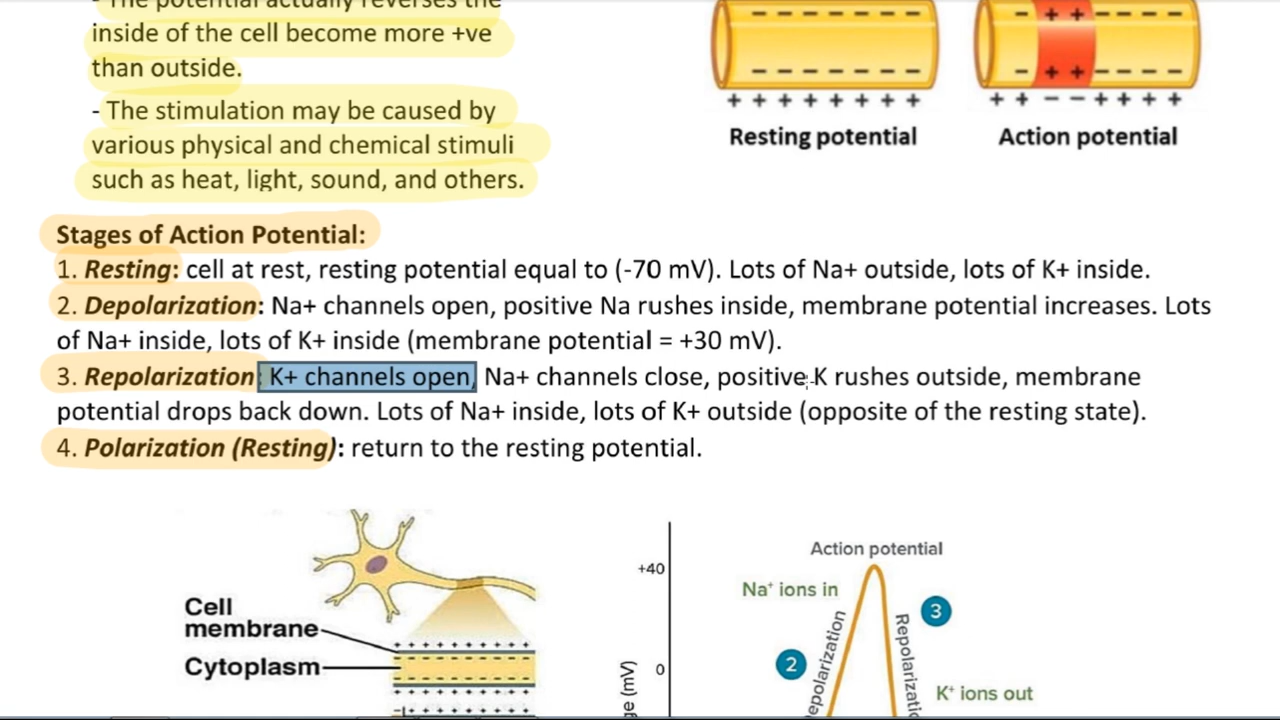 - The potential actually reverses the
inside of the cell become more +ve
than outside.
- The stimulation may be caused by
various physical and chemical stimuli
such as heat, light, sound, and others.
- - - - - - -
- - - - - - -
+ + + + + + + +
Resting potential
- + + - - - -
- + + - - - -
+ + - - + + + +
Action potential
Stages of Action Potential:
1. Resting: cell at rest, resting potential equal to (-70 mV). Lots of Na+ outside, lots of K+ inside.
2. Depolarization: Na+ channels open, positive Na rushes inside, membrane potential increases. Lots
of Na+ inside, lots of K+ inside (membrane potential = +30 mV).
3. Repolarization: K+ channels open, Na+ channels close, positive K rushes outside, membrane
potential drops back down. Lots of Na+ inside, lots of K+ outside (opposite of the resting state).
4. Polarization (Resting): return to the resting potential.
Cell
membrane
Cytoplasm
Action potential
+40
Na⁺ ions in
3
2
0
K⁺ ions out